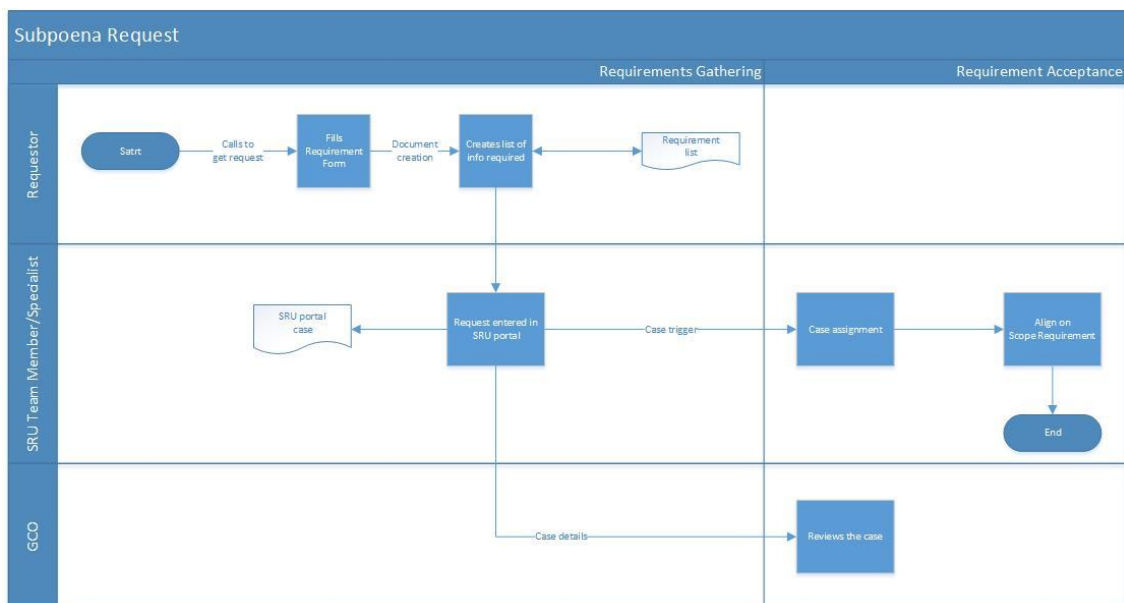 Subpoena Request
Requirements Gathering
Requirement Acceptance
Requestor
Satrt
Calls to
get request
Fills
Requirement
Form
Document
creation
Creates list of
info required
Requirement
list
SRU Team Member/Specialist
SRU portal
case
Request entered in
SRU portal
Case trigger
Case assignment
Align on
Scope Requirement
End
GCO
Case details
Reviews the case